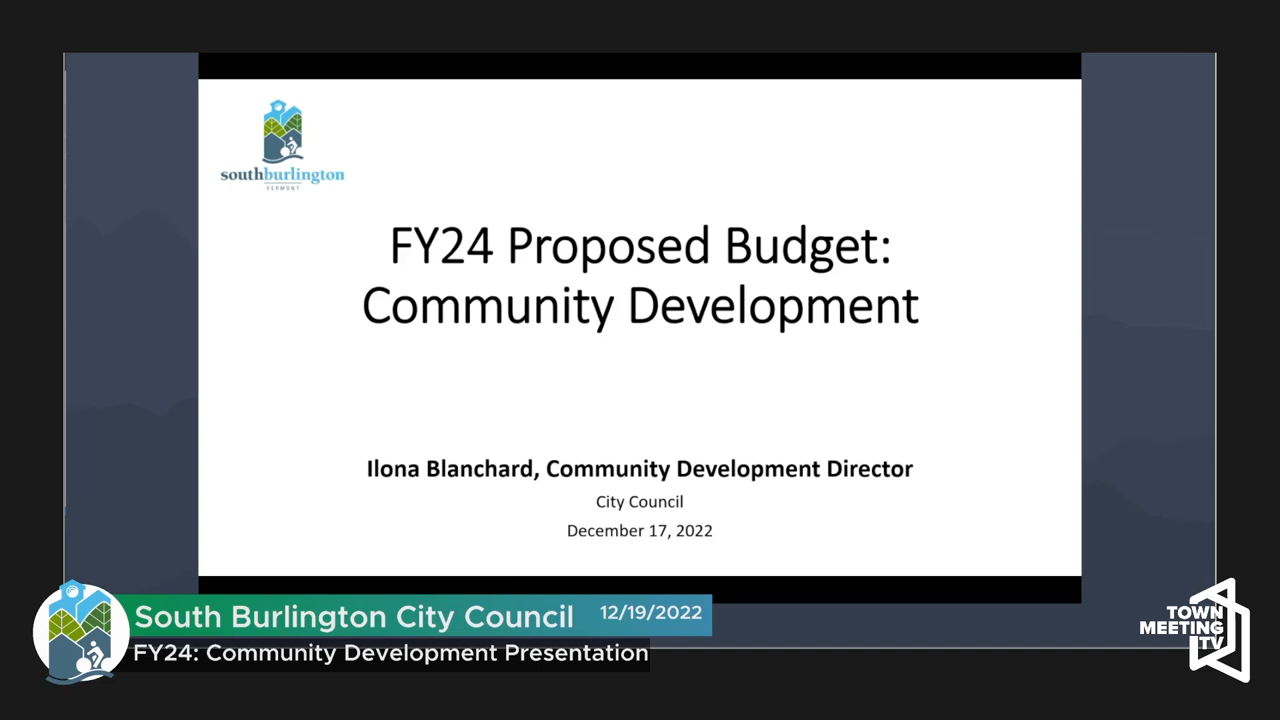 southburlington
VERMONT
FY24 Proposed Budget:
Community Development
Ilona Blanchard, Community Development Director
City Council
December 17, 2022
South Burlington City Council 12/19/2022
FY24: Community Development Presentation
TOWN
MEETING
TV